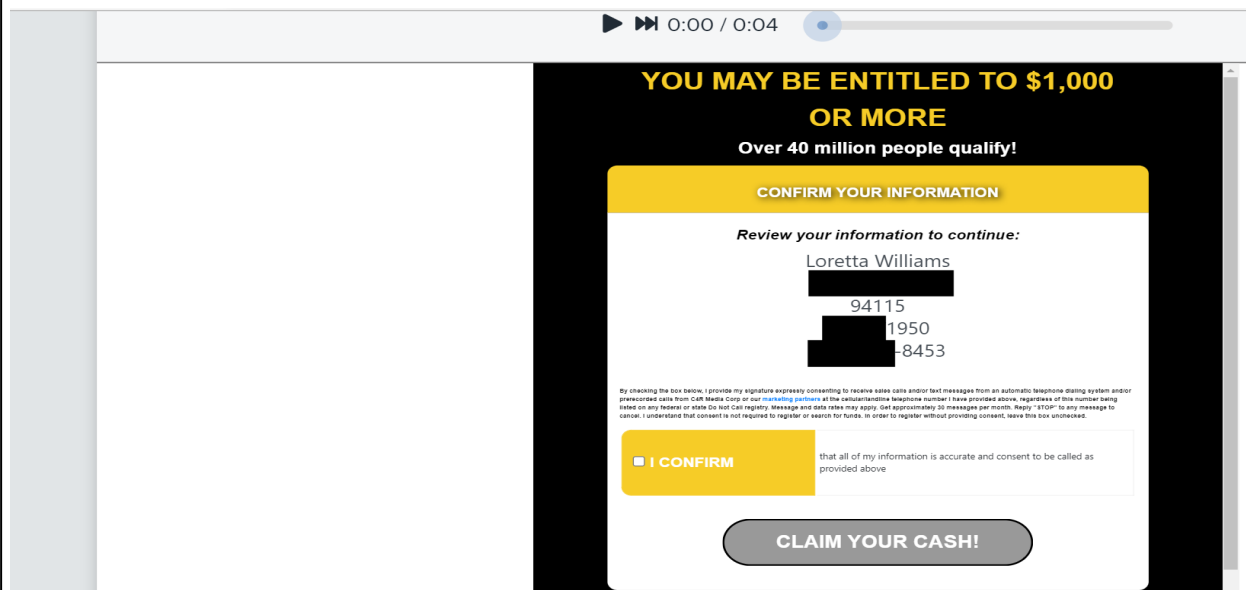 0:00 / 0:04
YOU MAY BE ENTITLED TO $1,000
OR MORE
Over 40 million people qualify!
CONFIRM YOUR INFORMATION
Review your information to continue:
Loretta Williams
94115
1950
-8453
By checking the box below, I provide my signature expressly consenting to receive sales calls and/or text messages from an automatic telephone dialing system and/or
prerecorded calls from C4R Media Corp or our marketing partners at the cellular/landline telephone number I have provided above, regardless of this number being
listed on any federal or state Do Not Call registry. Message and data rates may apply. Get approximately 30 messages per month. Reply "STOP" to any message to
cancel. I understand that consent is not required to register or search for funds. In order to register without providing consent, leave this box unchecked.
I CONFIRM
that all of my information is accurate and consent to be called as
provided above
CLAIM YOUR CASH!